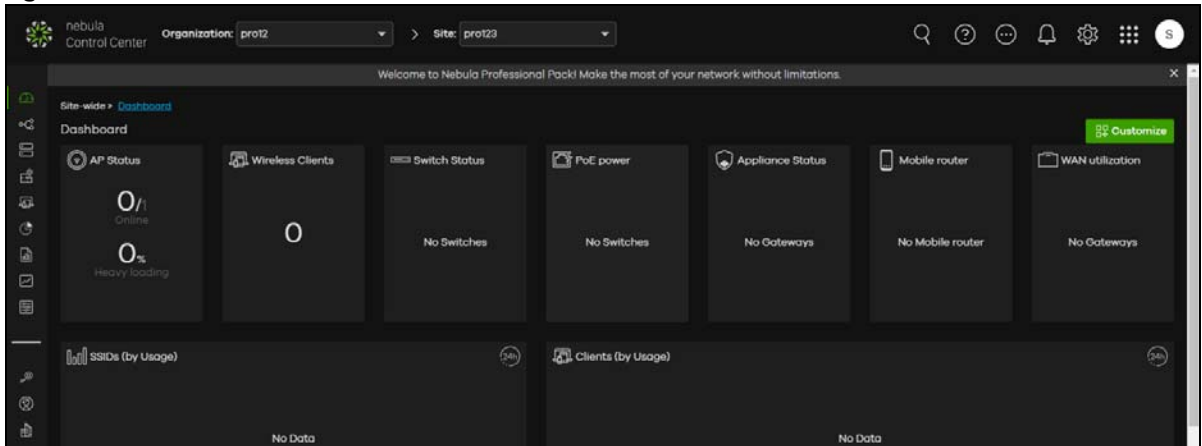 nebula
Control Center
Organization: pro12 > Site: pro123
S
Welcome to Nebula Professional Pack! Make the most of your network without limitations.
Site-wide > Dashboard
Dashboard
Customize
AP Status
0/1
Online
0%
Heavy loading
Wireless Clients
0
Switch Status
No Switches
PoE power
No Switches
Appliance Status
No Gateways
Mobile router
No Mobile router
WAN utilization
No Gateways
SSIDs (by Usage)
24h
No Data
Clients (by Usage)
24h
No Data